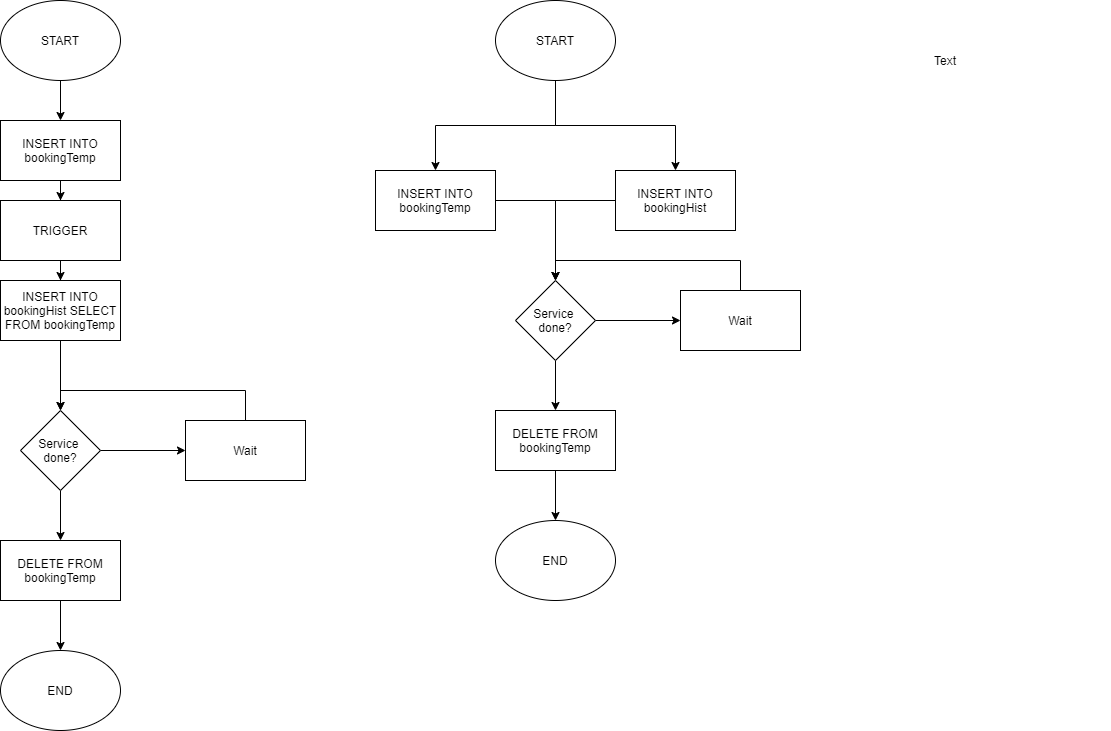 START
INSERT INTO
bookingTemp
TRIGGER
INSERT INTO
bookingHist SELECT
FROM bookingTemp
Service
done?
Wait
DELETE FROM
bookingTemp
END
START
INSERT INTO
bookingTemp
INSERT INTO
bookingHist
Service
done?
Wait
DELETE FROM
bookingTemp
END
Text